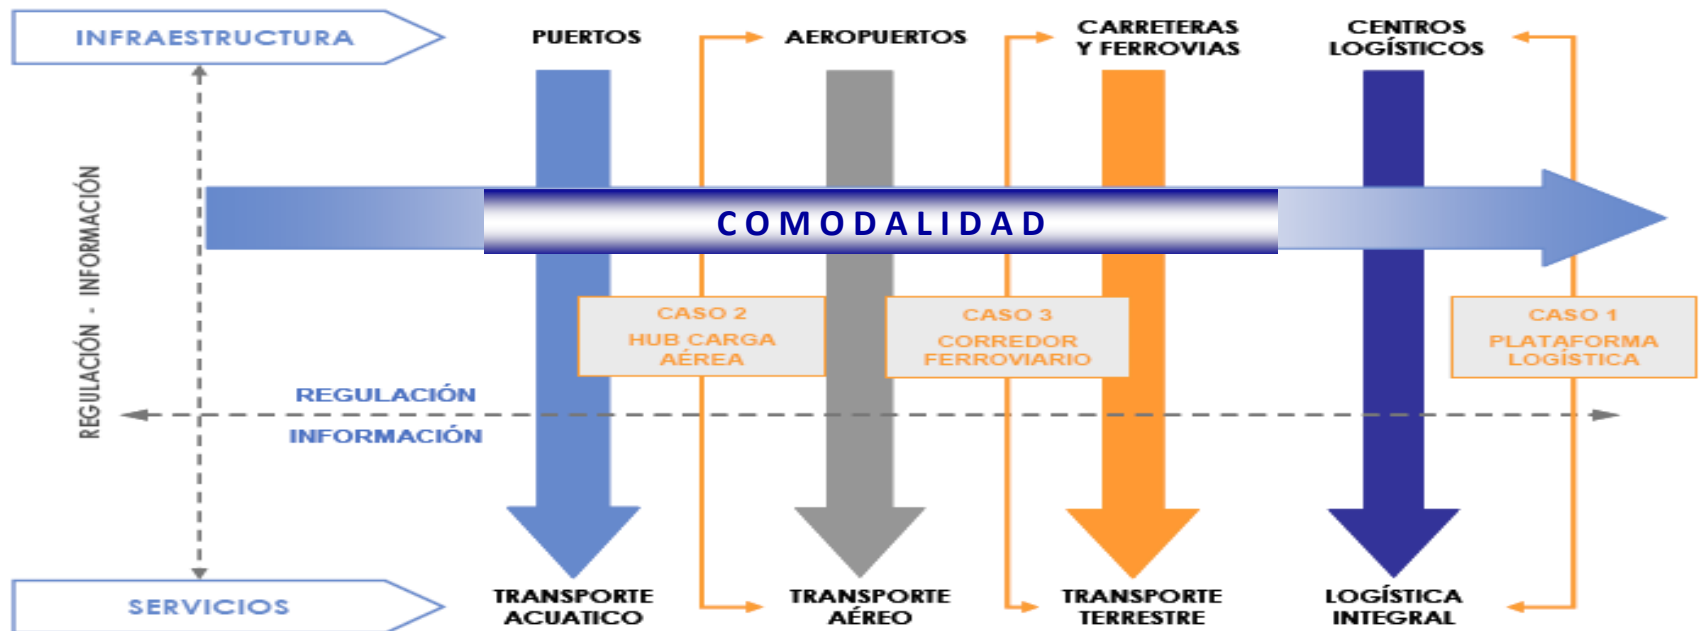 INFRAESTRUCTURA
PUERTOS
AEROPUERTOS
CARRETERAS
Y FERROVIAS
CENTROS
LOGÍSTICOS
REGULACIÓN - INFORMACIÓN
COMODALIDAD
CASO 2
HUB CARGA
AÉREA
CASO 3
CORREDOR
FERROVIARIO
CASO 1
PLATAFORMA
LOGÍSTICA
REGULACIÓN
INFORMACIÓN
SERVICIOS
TRANSPORTE
ACUATICO
TRANSPORTE
AÉREO
TRANSPORTE
TERRESTRE
LOGÍSTICA
INTEGRAL